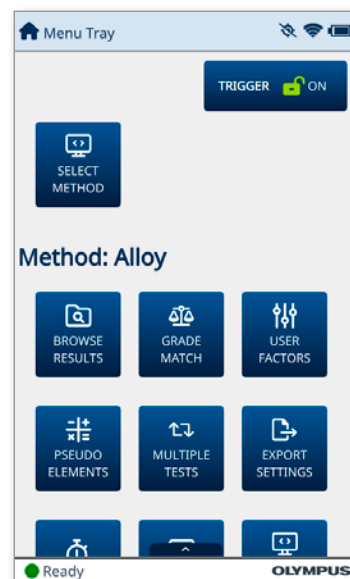 Menu Tray
TRIGGER ON
SELECT
METHOD
Method: Alloy
BROWSE
RESULTS
GRADE
MATCH
USER
FACTORS
PSEUDO
ELEMENTS
MULTIPLE
TESTS
EXPORT
SETTINGS
Ready
OLYMPUS